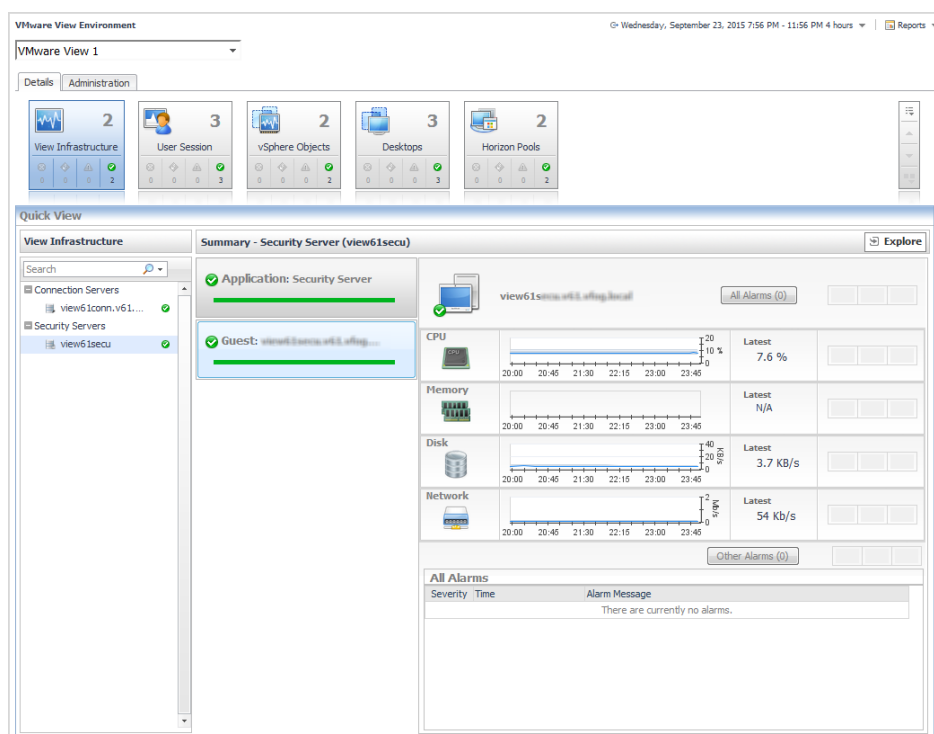 VMware View Environment
Wednesday, September 23, 2015 7:56 PM - 11:56 PM 4 hours
Reports
VMware View 1
Details
Administration
2
View Infrastructure
0 0 0 2
3
User Session
0 0 0 3
2
vSphere Objects
0 0 0 2
3
Desktops
0 0 0 3
2
Horizon Pools
0 0 0 2
Quick View
View Infrastructure
Search
Connection Servers
view61conn.v61....
Security Servers
view61secu
Summary - Security Server (view61secu)
Explore
Application: Security Server
Guest:
view61s
All Alarms (0)
CPU
CPU
20
10 %
0
20:00 20:45 21:30 22:15 23:00 23:45
Latest
7.6 %
Memory
20:00 20:45 21:30 22:15 23:00 23:45
Latest
N/A
Disk
40
20 KB/s
0
20:00 20:45 21:30 22:15 23:00 23:45
Latest
3.7 KB/s
Network
2
Mb/s
0
20:00 20:45 21:30 22:15 23:00 23:45
Latest
54 Kb/s
Other Alarms (0)
All Alarms
Severity Time Alarm Message
There are currently no alarms.